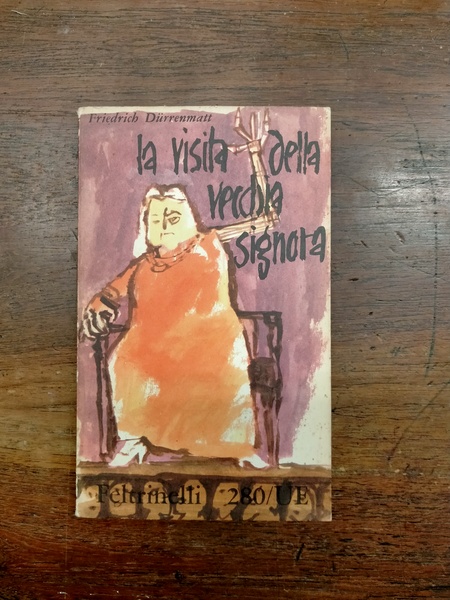 Friedrich Dürrenmatt
la visita della
vecchia
signora
Feltrinelli 280/UE